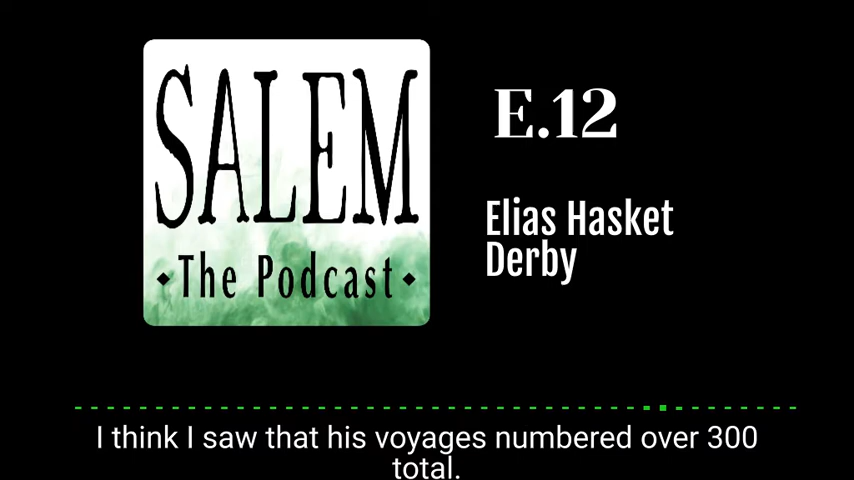 SALEM
The Podcast
E.12
Elias Hasket
Derby
I think I saw that his voyages numbered over 300
total.